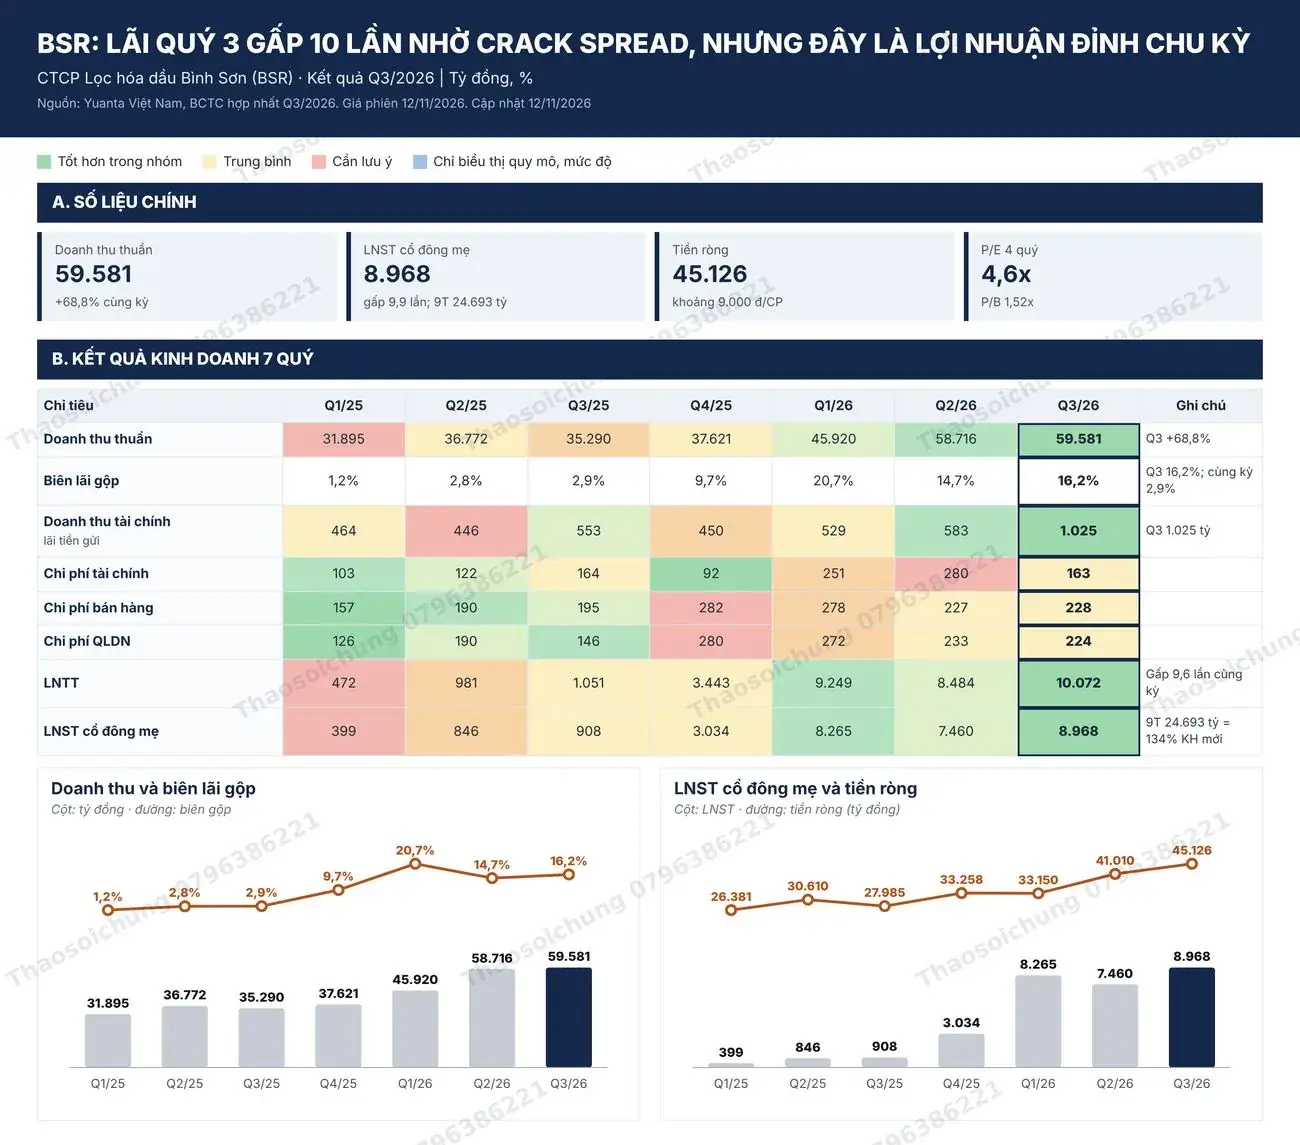 BSR: LÃI QUÝ 3 GẤP 10 LẦN NHỜ CRACK SPREAD, NHƯNG ĐÂY LÀ LỢI NHUẬN ĐỈNH CHU KỲ
CTCP Lọc hóa dầu Bình Sơn (BSR) · Kết quả Q3/2026 | Tỷ đồng, %
Nguồn: Yuanta Việt Nam, BCTC hợp nhất Q3/2026. Giá phiên 12/11/2026. Cập nhật 12/11/2026
Tốt hơn trong nhóm Trung bình Cần lưu ý Chỉ biểu thị quy mô, mức độ
A. SỐ LIỆU CHÍNH
Doanh thu thuần LNST cổ đông mẹ Tiền ròng P/E 4 quý
59.581 8.968 45.126 4,6x
+68,8% cùng kỳ gấp 9,9 lần; 9T 24.693 tỷ khoảng 9.000 đ/CP P/B 1,52x
B. KẾT QUẢ KINH DOANH 7 QUÝ
Chỉ tiêu Q1/25 Q2/25 Q3/25 Q4/25 Q1/26 Q2/26 Q3/26 Ghi chú
Doanh thu thuần 31.895 36.772 35.290 37.621 45.920 58.716 59.581 Q3 +68,8%
Biên lãi gộp 1,2% 2,8% 2,9% 9,7% 20,7% 14,7% 16,2% Q3 16,2%; cùng kỳ
2,9%
Doanh thu tài chính 464 446 553 450 529 583 1.025 Q3 1.025 tỷ
lãi tiền gửi
Chi phí tài chính 103 122 164 92 251 280 163
Chi phí bán hàng 157 190 195 282 278 227 228
Chi phí QLDN 126 190 146 280 272 233 224
LNTT 472 981 1.051 3.443 9.249 8.484 10.072 Gấp 9,6 lần cùng
kỳ
LNST cổ đông mẹ 399 846 908 3.034 8.265 7.460 8.968 9T 24.693 tỷ =
134% KH mới
Doanh thu và biên lãi gộp
Cột: tỷ đồng · đường: biên gộp
1,2% 2,8% 2,9% 9,7% 20,7% 14,7% 16,2%
31.895 36.772 35.290 37.621 45.920 58.716 59.581
Q1/25 Q2/25 Q3/25 Q4/25 Q1/26 Q2/26 Q3/26
LNST cổ đông mẹ và tiền ròng
Cột: LNST · đường: tiền ròng (tỷ đồng)
26.381 30.610 27.985 33.258 33.150 41.010 45.126
399 846 908 3.034 8.265 7.460 8.968
Q1/25 Q2/25 Q3/25 Q4/25 Q1/26 Q2/26 Q3/26
Thaosoichung 0796386221